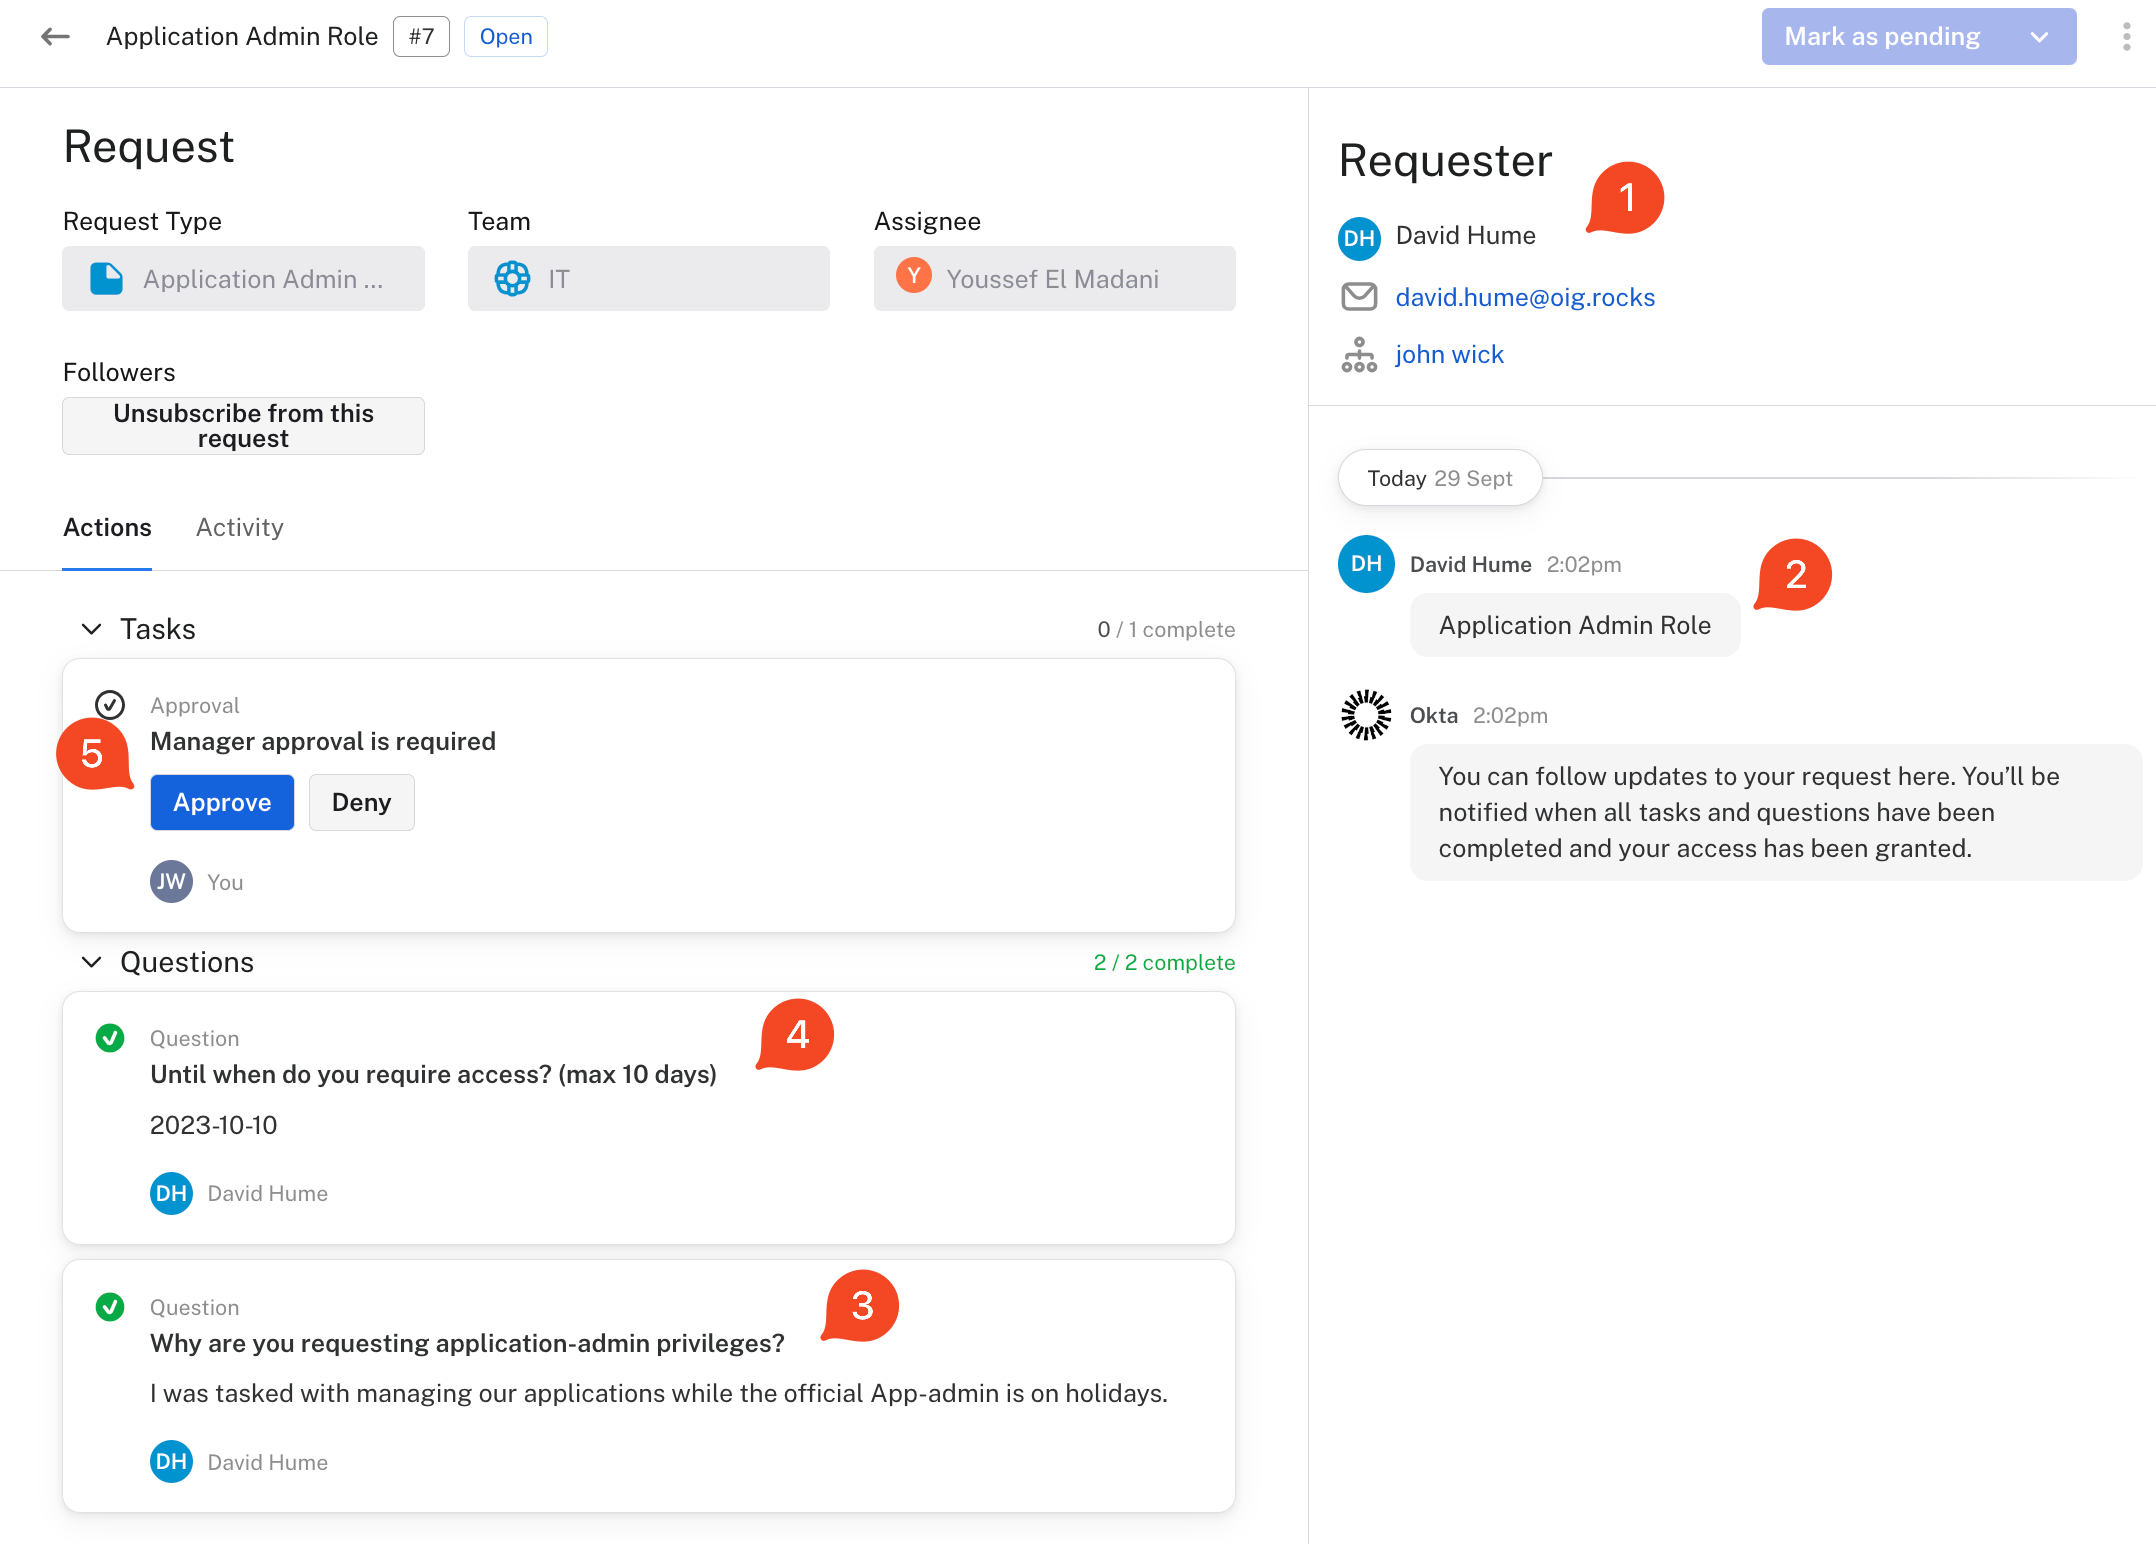 Application Admin Role
#7
Open
Mark as pending
Request
Request Type
Team
Assignee
Application Admin ...
IT
Y
Youssef El Madani
Followers
Unsubscribe from this
request
Actions
Activity
Tasks
0 / 1 complete
Approval
Manager approval is required
5
Approve
Deny
JW
You
Questions
2 / 2 complete
Question
4
Until when do you require access? (max 10 days)
2023-10-10
DH
David Hume
Question
3
Why are you requesting application-admin privileges?
I was tasked with managing our applications while the official App-admin is on holidays.
DH
David Hume
Requester
1
DH
David Hume
david.hume@oig.rocks
john wick
Today 29 Sept
DH
David Hume 2:02pm
2
Application Admin Role
Okta 2:02pm
You can follow updates to your request here. You’ll be
notified when all tasks and questions have been
completed and your access has been granted.